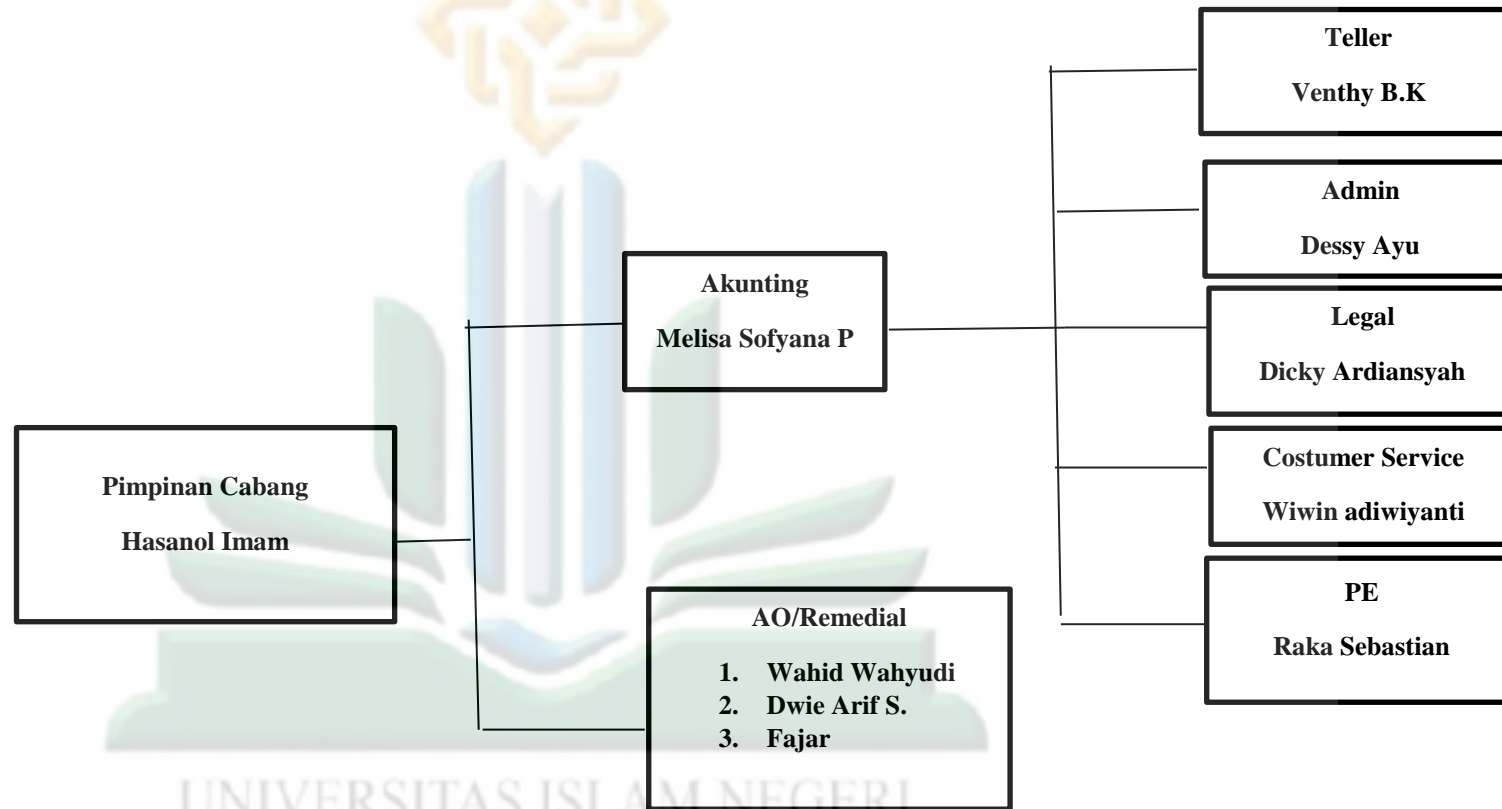 Pimpinan Cabang
Hasanol Imam
Akunting
Melisa Sofyana P
AO/Remedial
1. Wahid Wahyudi
2. Dwie Arif S.
3. Fajar
Teller
Venthy B.K
Admin
Dessy Ayu
Legal
Dicky Ardiansyah
Costumer Service
Wiwin adiwiyanti
PE
Raka Sebastian
UNIVERSITAS ISLAM NEGERI